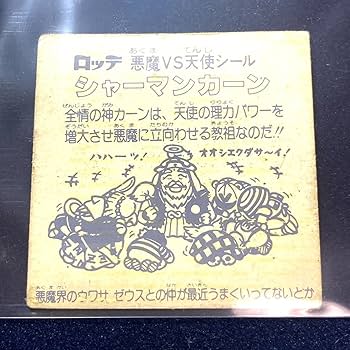 ロッテ 悪魔VS天使シール
シャーマンカーン
全情の神カーンは、天使の理力パワーを
増大させ悪魔に立向わせる教祖なのだ!!
ハハーッ!
オオシエクダサ〜イ!
悪魔界のウワサ ゼウスとの仲が最近うまくいってないとか